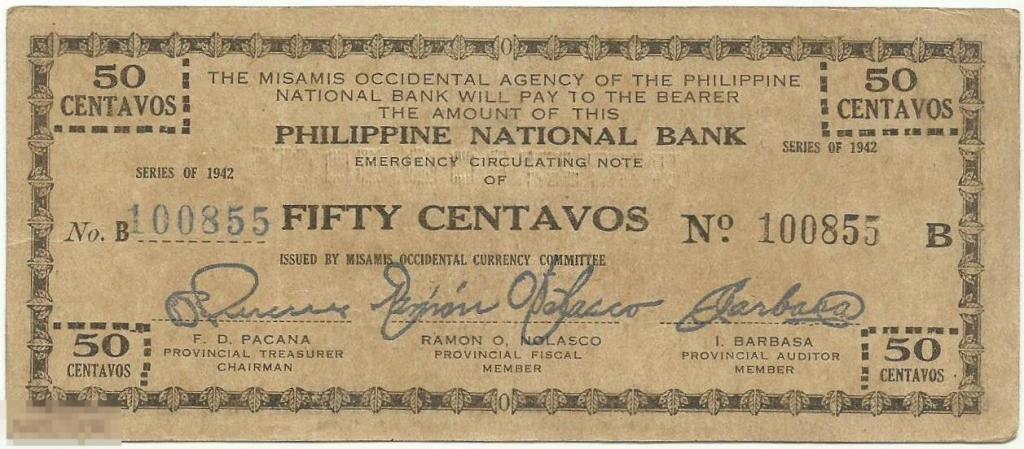 50
CENTAVOS
THE MISAMIS OCCIDENTAL AGENCY OF THE PHILIPPINE
NATIONAL BANK WILL PAY TO THE BEARER
THE AMOUNT OF THIS
PHILIPPINE NATIONAL BANK
EMERGENCY CIRCULATING NOTE
OF
50
CENTAVOS
SERIES OF 1942
SERIES OF 1942
No. B 100855
FIFTY CENTAVOS
Nº 100855 B
ISSUED BY MISAMIS OCCIDENTAL CURRENCY COMMITTEE
Ramón O. Nolasco
Barbasa
F. D. PACANA
PROVINCIAL TREASURER
CHAIRMAN
RAMON O. NOLASCO
PROVINCIAL FISCAL
MEMBER
I. BARBASA
PROVINCIAL AUDITOR
MEMBER
50
CENTAVOS
50
CENTAVOS